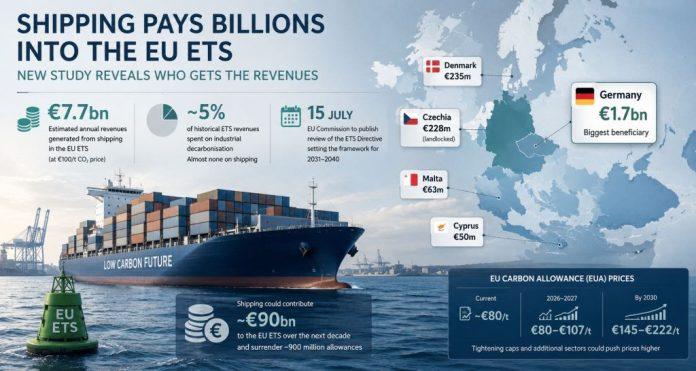 SHIPPING PAYS BILLIONS
INTO THE EU ETS
NEW STUDY REVEALS WHO GETS THE REVENUES
€7.7bn
Estimated annual revenues
generated from shipping
in the EU ETS
(at €100/t CO₂ price)
~5%
of historical ETS revenues
spent on industrial
decarbonisation
Almost none on shipping
15 JULY
EU Commission to publish
review of the ETS Directive
setting the framework for
2031–2040
Denmark
€235m
Germany
€1.7bn
Biggest beneficiary
Czechia
€228m
(landlocked)
Malta
€63m
Cyprus
€50m
LOW CARBON FUTURE
EU
ETS
Shipping could contribute
~€90bn
to the EU ETS over the next decade
and surrender ~900 million allowances
EU CARBON ALLOWANCE (EUA) PRICES
Current
~€80/t
2026–2027
€80–€107/t
By 2030
€145–€222/t
Tightening caps and additional sectors could push prices higher